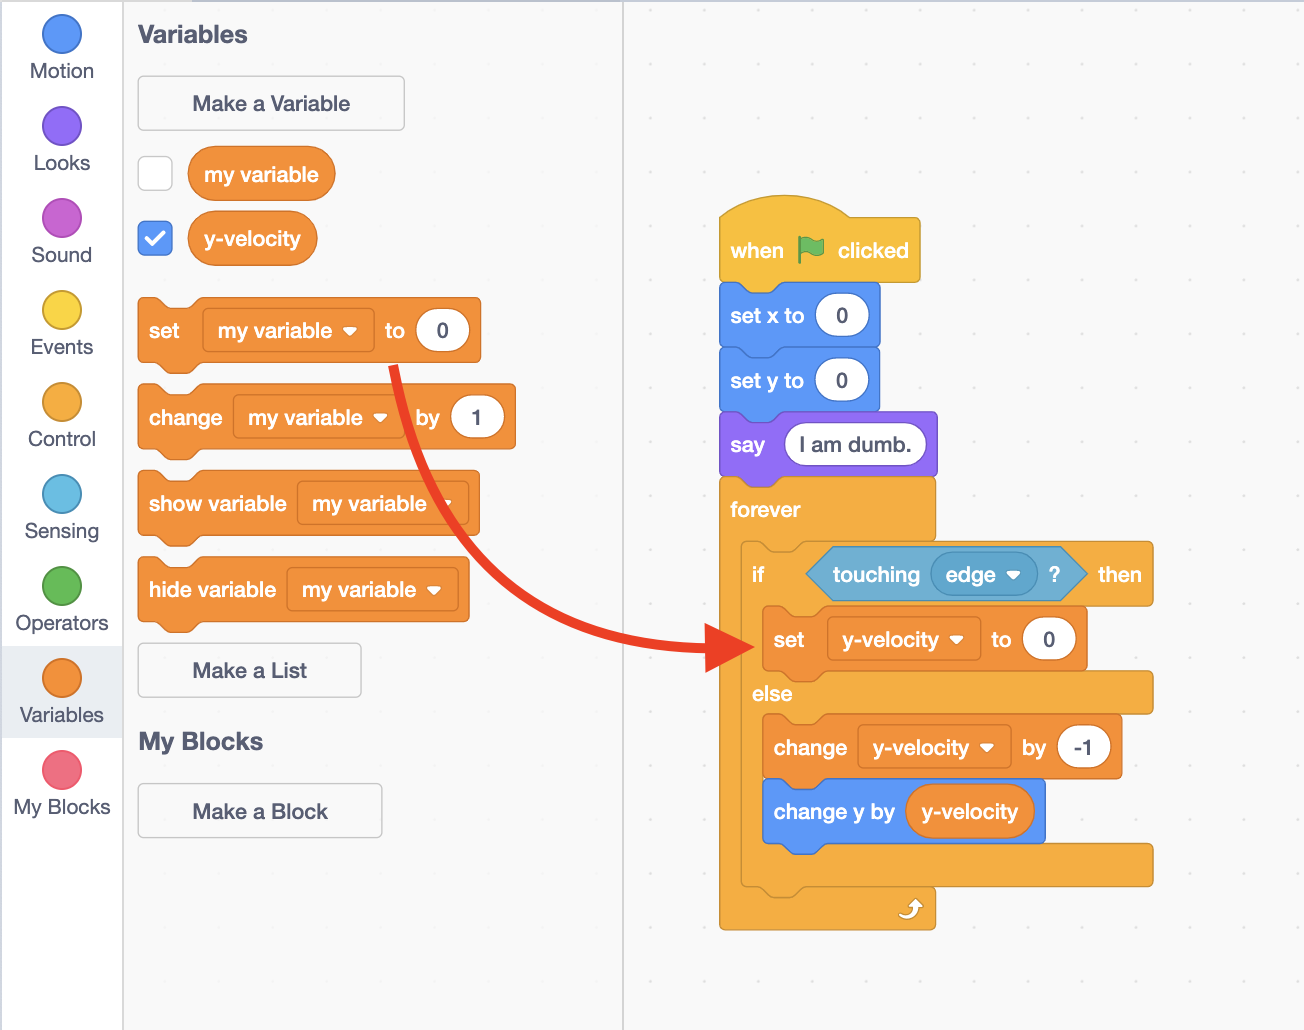 Motion
Looks
Sound
Events
Control
Sensing
Operators
Variables
My Blocks
Variables
Make a Variable
my variable
y-velocity
set my variable to 0
change my variable by 1
show variable my variable
hide variable my variable
Make a List
My Blocks
Make a Block
when clicked
set x to 0
set y to 0
say I am dumb.
forever
if touching edge ? then
set y-velocity to 0
else
change y-velocity by -1
change y by y-velocity